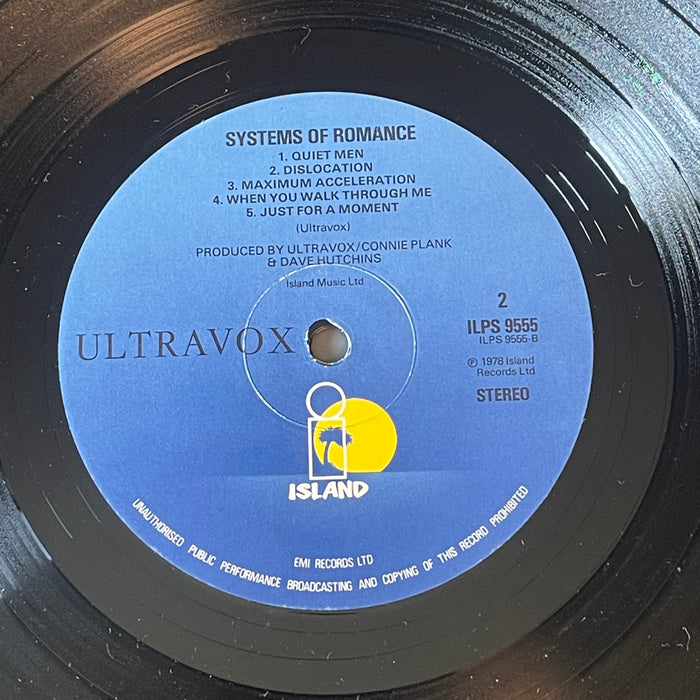 SYSTEMS OF ROMANCE
1. QUIET MEN
2. DISLOCATION
3. MAXIMUM ACCELERATION
4. WHEN YOU WALK THROUGH ME
5. JUST FOR A MOMENT
(Ultravox)
PRODUCED BY ULTRAVOX/CONNIE PLANK
& DAVE HUTCHINS
Island Music Ltd
ULTRAVOX
2
ILPS 9555
ILPS 9555-B
℗ 1978 Island
Records Ltd
STEREO
ISLAND
EMI RECORDS LTD
UNAUTHORISED PUBLIC PERFORMANCE BROADCASTING AND COPYING OF THIS RECORD PROHIBITED